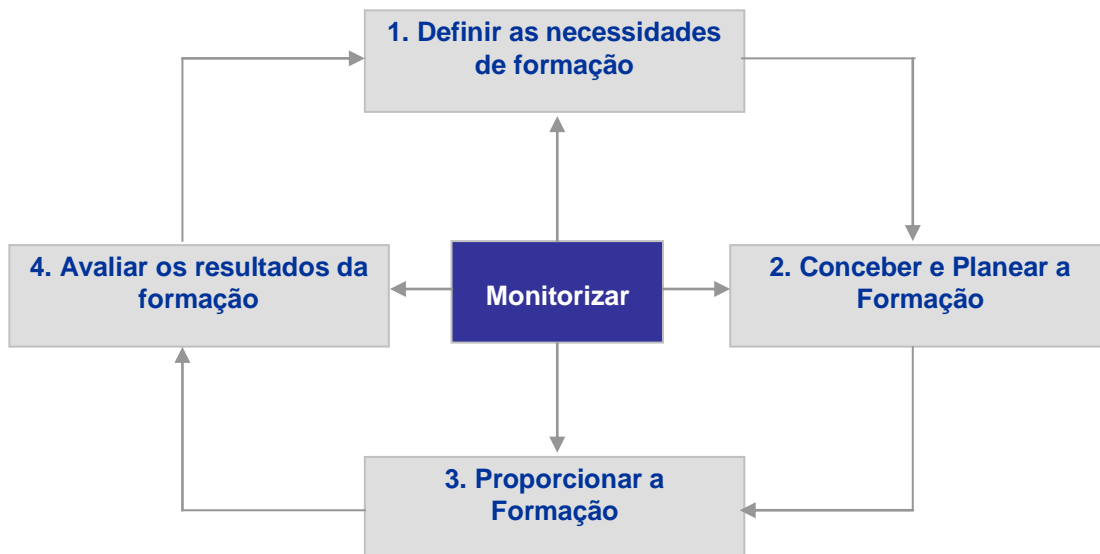 1. Definir as necessidades
de formação
4. Avaliar os resultados da
formação
Monitorizar
2. Conceber e Planear a
Formação
3. Proporcionar a
Formação